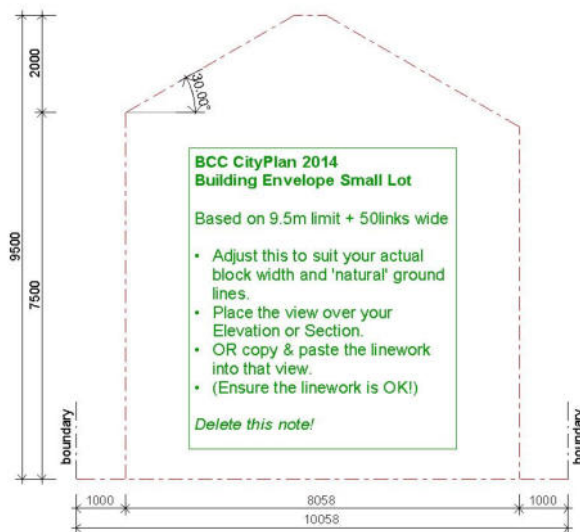 2000
30.00°
9500
7500
BCC CityPlan 2014
Building Envelope Small Lot
Based on 9.5m limit + 50links wide
• Adjust this to suit your actual
block width and 'natural' ground
lines.
• Place the view over your
Elevation or Section.
• OR copy & paste the linework
into that view.
• (Ensure the linework is OK!)
Delete this note!
boundary
boundary
1000
8058
1000
10058